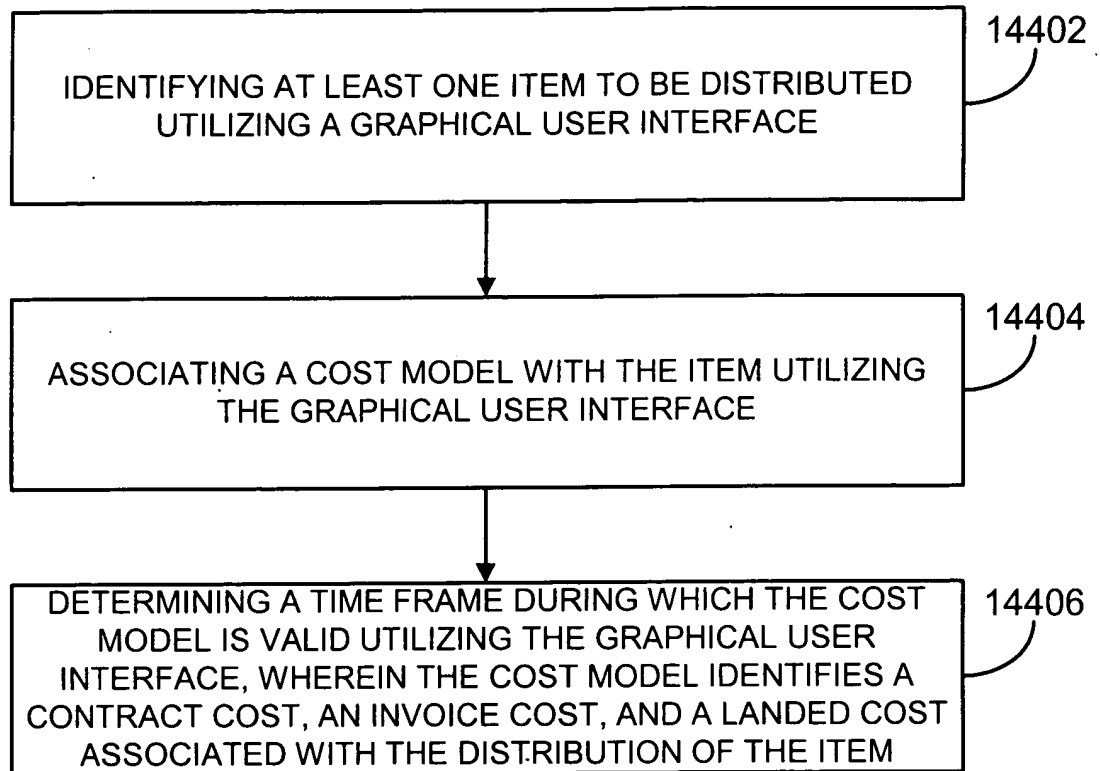 14402
IDENTIFYING AT LEAST ONE ITEM TO BE DISTRIBUTED
UTILIZING A GRAPHICAL USER INTERFACE
14404
ASSOCIATING A COST MODEL WITH THE ITEM UTILIZING
THE GRAPHICAL USER INTERFACE
14406
DETERMINING A TIME FRAME DURING WHICH THE COST
MODEL IS VALID UTILIZING THE GRAPHICAL USER
INTERFACE, WHEREIN THE COST MODEL IDENTIFIES A
CONTRACT COST, AN INVOICE COST, AND A LANDED COST
ASSOCIATED WITH THE DISTRIBUTION OF THE ITEM